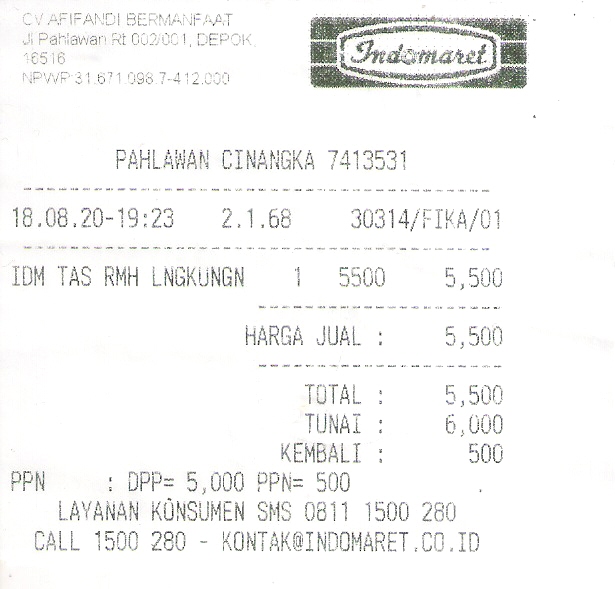 CV AFIFANDI BERMANFAAT
Jl Pahlawan Rt 002/001, DEPOK,
16516
NPWP:31.671.098.7-412.000
Indomaret
PAHLAWAN CINANGKA 7413531
18.08.20-19:23 2.1.68 30314/FIKA/01
IDM TAS RMH LNGKUNGN 1 5500 5,500
HARGA JUAL : 5,500
TOTAL : 5,500
TUNAI : 6,000
KEMBALI : 500
PPN : DPP= 5,000 PPN= 500
LAYANAN KONSUMEN SMS 0811 1500 280
CALL 1500 280 - KONTAK@INDOMARET.CO.ID